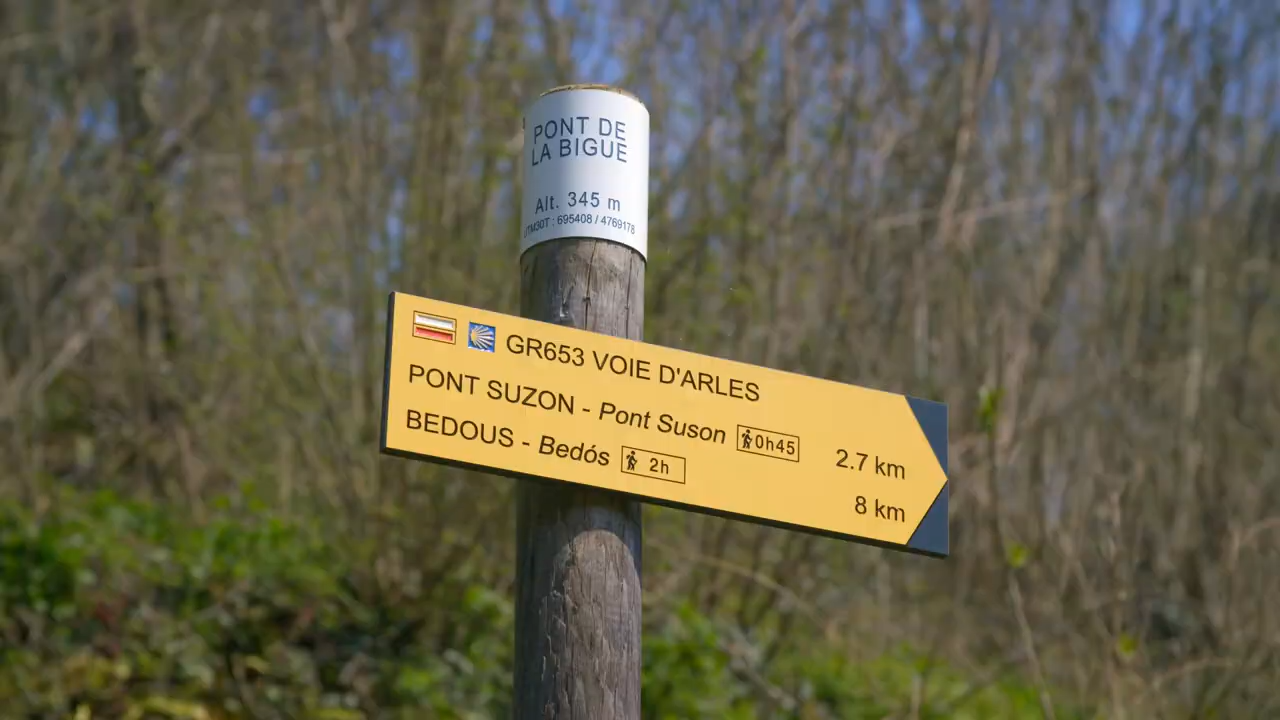 PONT DE
LA BIGUE
Alt. 345 m
UTM30T : 695408 / 4769178
GR653 VOIE D'ARLES
PONT SUZON - Pont Suson 0h45 2.7 km
BEDOUS - Bedós 2h 8 km